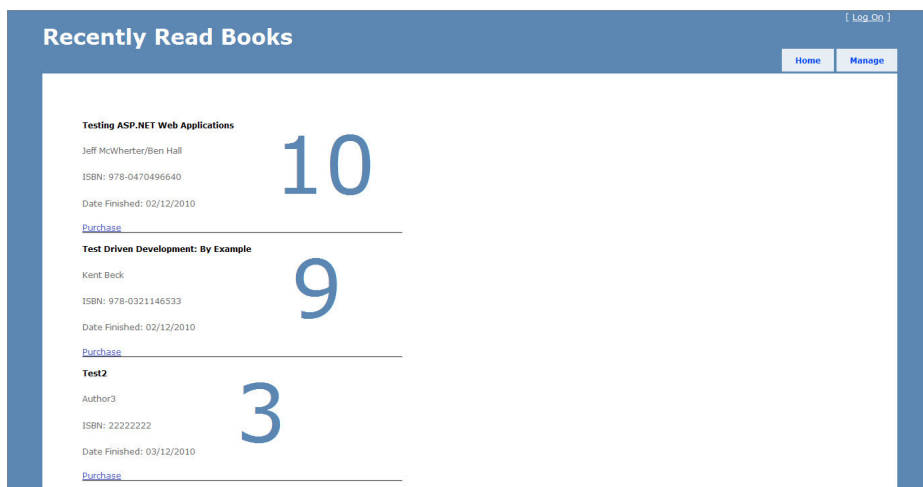 [ Log On ]
Recently Read Books
Home Manage
Testing ASP.NET Web Applications
Jeff McWherter/Ben Hall
10
ISBN: 978-0470496640
Date Finished: 02/12/2010
Purchase
Test Driven Development: By Example
Kent Beck
9
ISBN: 978-0321146533
Date Finished: 02/12/2010
Purchase
Test2
Author3
3
ISBN: 22222222
Date Finished: 03/12/2010
Purchase